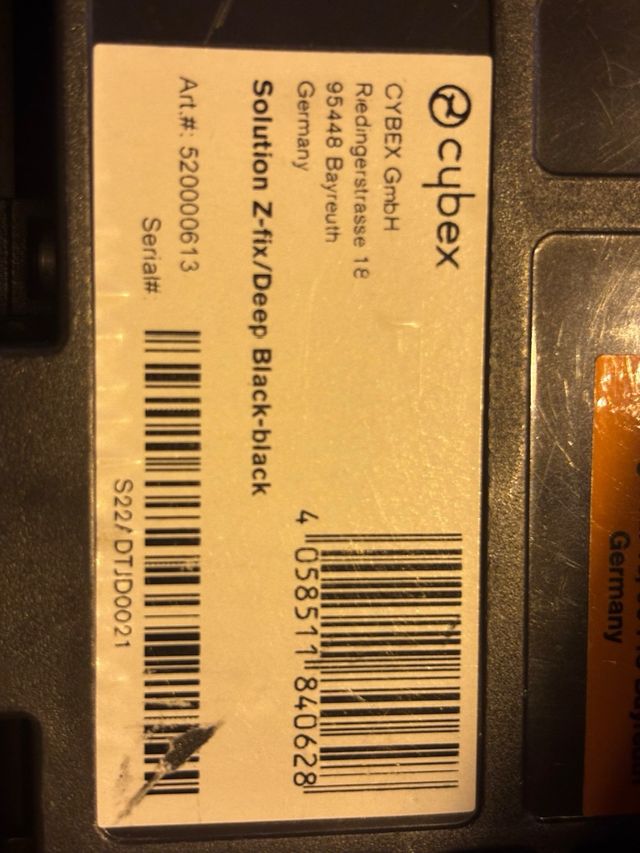 cybex
CYBEX GmbH
Riedingerstrasse 18
95448 Bayreuth
Germany
4 058511 840628
Solution Z-fix/Deep Black-black
Art.#: 520000613
Serial#:
S22/DTJD0021
Germany